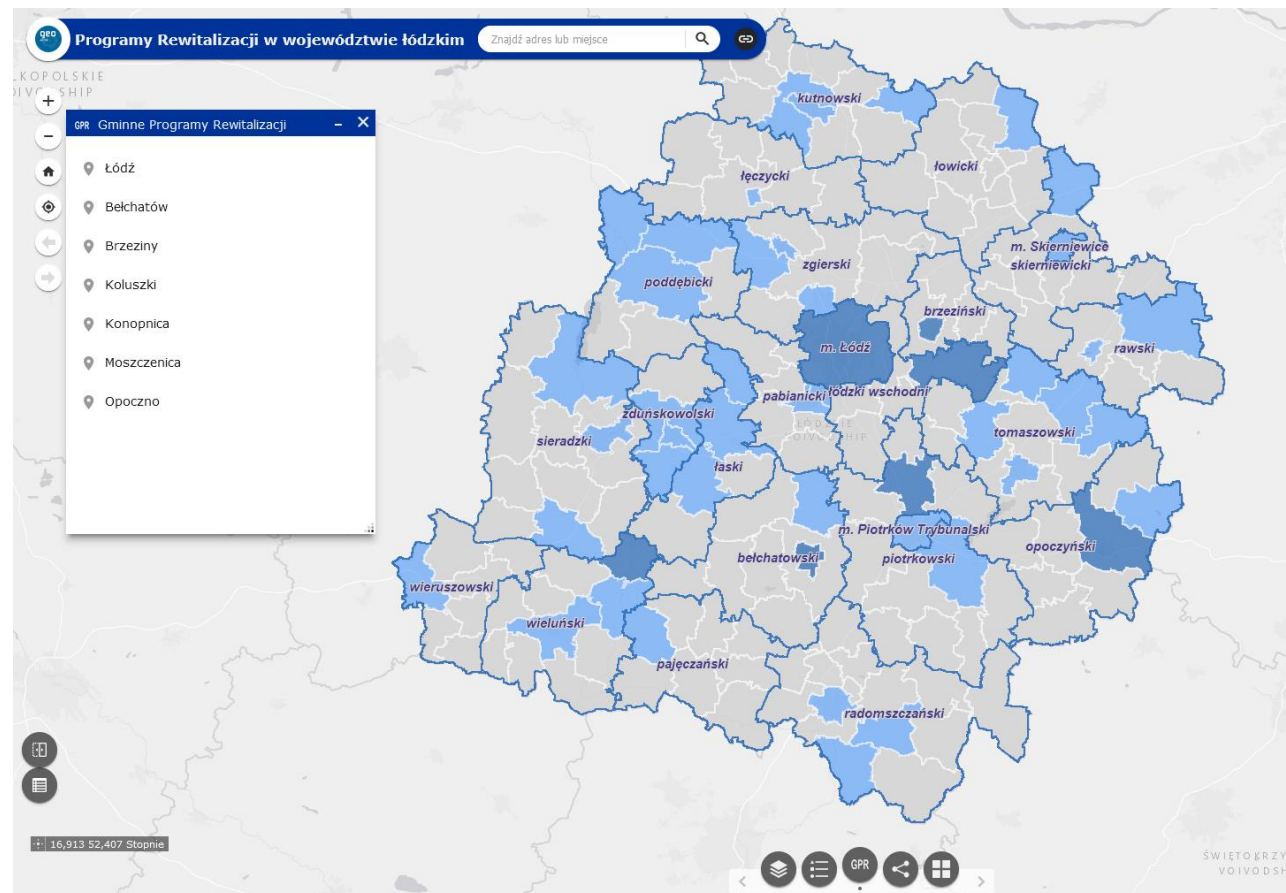 geo
Programy Rewitalizacji w województwie łódzkim
Znajdź adres lub miejsce
LKOPOLSKIE
+
GPR Gminne Programy Rewitalizacji
Łódź
Bełchatów
Brzeziny
Koluszki
Konopnica
Moszczenica
Opoczno
kutnowski
łęczycki
łowicki
m. Skierniewice
skierniewicki
zgierski
poddębicki
brzeziński
m. Łódź
rawski
pabianicki
łódzki wschodni
zduńskowolski
sieradzki
tomaszowski
łaski
m. Piotrków Trybunalski
opoczyński
bełchatowski
piotrkowski
wieruszowski
wieluński
pajęczański
radomszczański
16,913 52,407 Stopnie
GPR
ŚWIĘTOKRZY
VOIVODSH